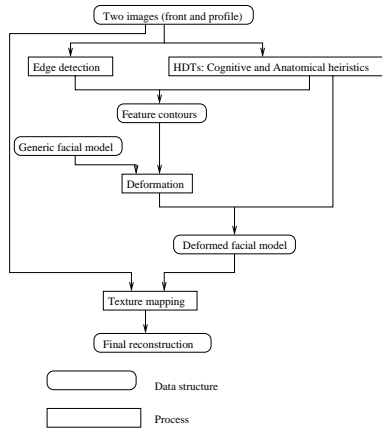 Two images (front and profile)
Edge detection
HDTs: Cognitive and Anatomical heiristics
Feature contours
Generic facial model
Deformation
Deformed facial model
Texture mapping
Final reconstruction
Data structure
Process